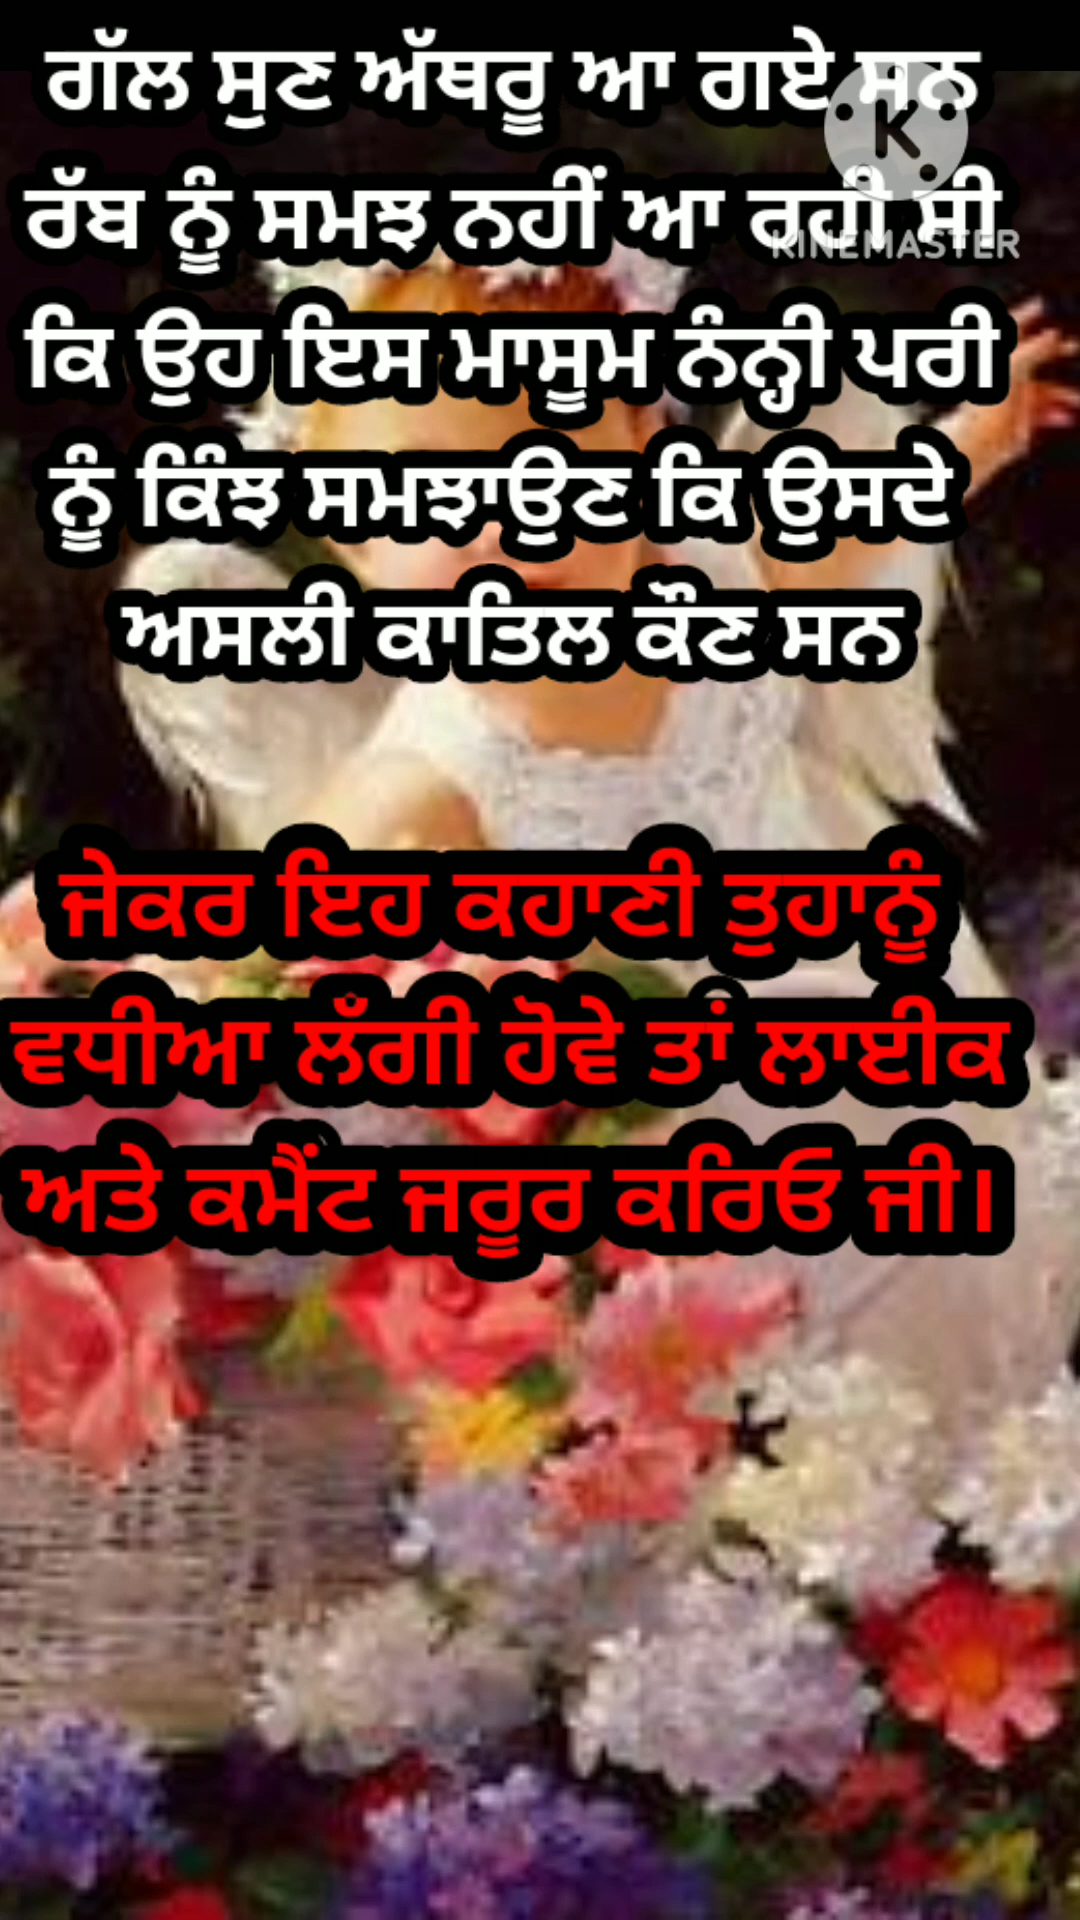 ਗੱਲ ਸੁਣ ਅੱਥਰੂ ਆ ਗਏ ਸਨ
ਰੱਬ ਨੂੰ ਸਮਝ ਨਹੀਂ ਆ ਰਹੀ ਸੀ
KINEMASTER
ਕਿ ਉਹ ਇਸ ਮਾਸੂਮ ਨੰਨ੍ਹੀ ਪਰੀ
ਨੂੰ ਕਿੰਝ ਸਮਝਾਉਣ ਕਿ ਉਸਦੇ
ਅਸਲੀ ਕਾਤਿਲ ਕੌਣ ਸਨ
ਜੇਕਰ ਇਹ ਕਹਾਣੀ ਤੁਹਾਨੂੰ
ਵਧੀਆ ਲੱਗੀ ਹੋਵੇ ਤਾਂ ਲਾਈਕ
ਅਤੇ ਕਮੈਂਟ ਜਰੂਰ ਕਰਿਓ ਜੀ।